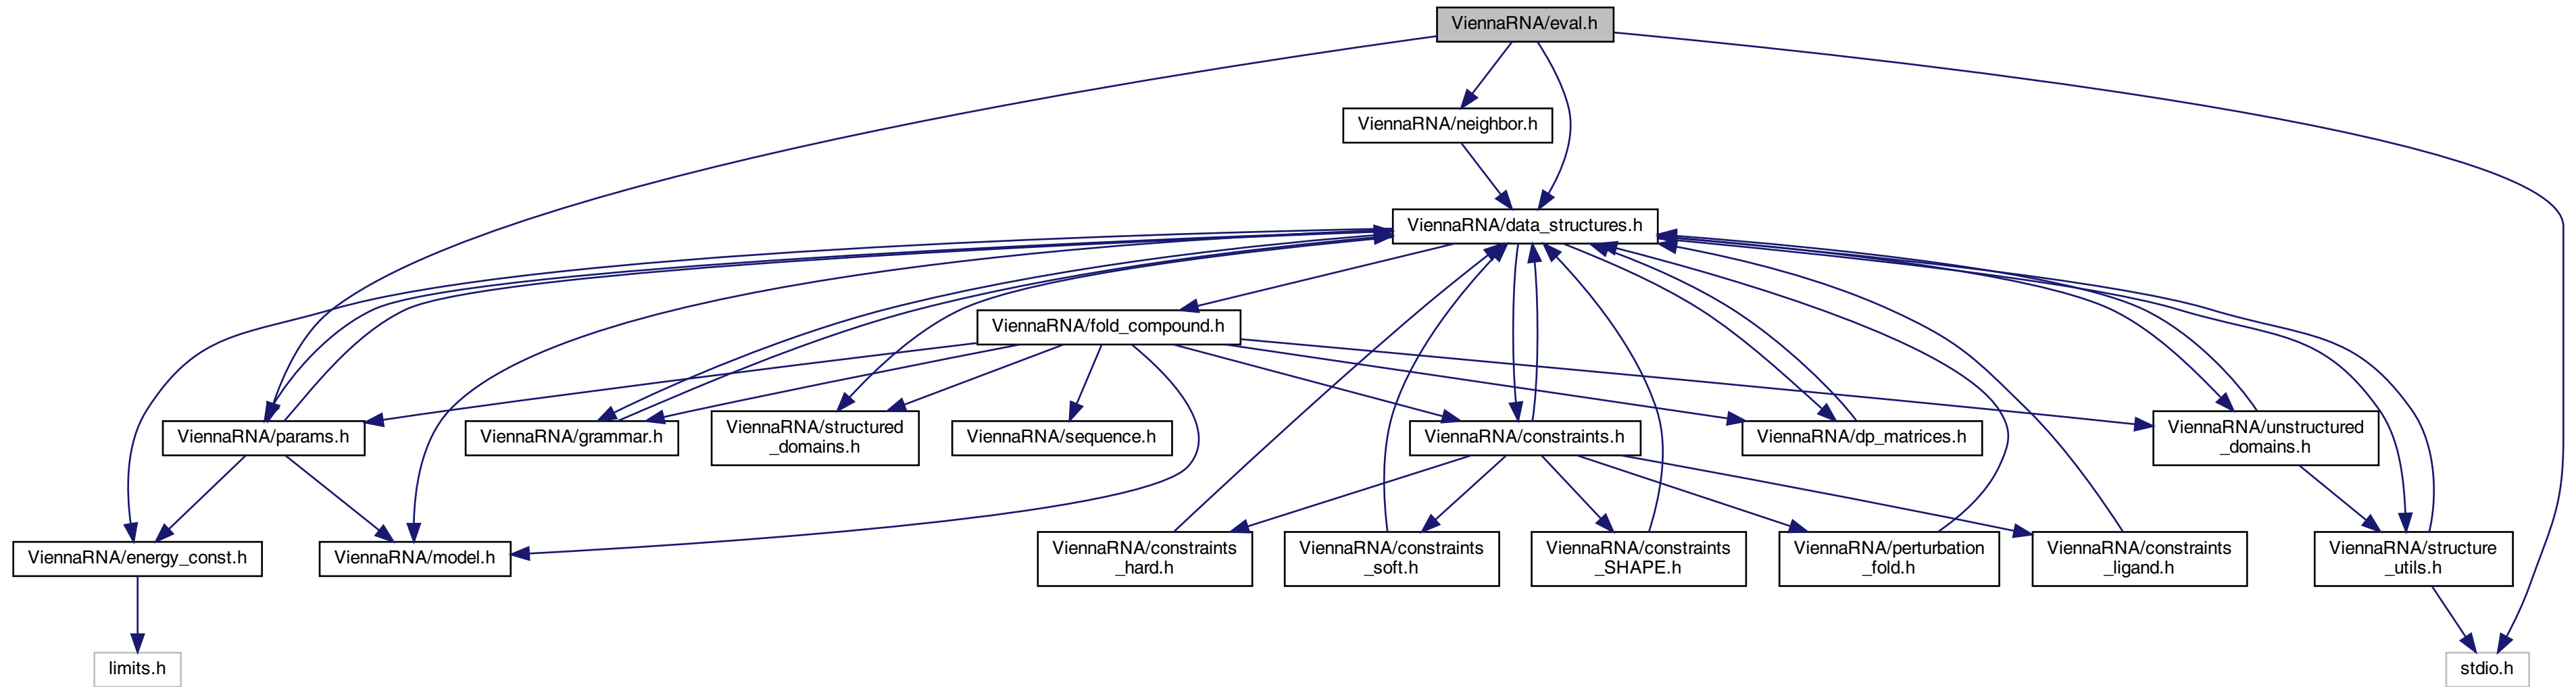 ViennaRNA/eval.h
ViennaRNA/neighbor.h
ViennaRNA/data_structures.h
ViennaRNA/fold_compound.h
ViennaRNA/params.h
ViennaRNA/grammar.h
ViennaRNA/structured
_domains.h
ViennaRNA/sequence.h
ViennaRNA/constraints.h
ViennaRNA/dp_matrices.h
ViennaRNA/unstructured
_domains.h
ViennaRNA/energy_const.h
ViennaRNA/model.h
ViennaRNA/constraints
_hard.h
ViennaRNA/constraints
_soft.h
ViennaRNA/constraints
_SHAPE.h
ViennaRNA/perturbation
_fold.h
ViennaRNA/constraints
_ligand.h
ViennaRNA/structure
_utils.h
limits.h
stdio.h